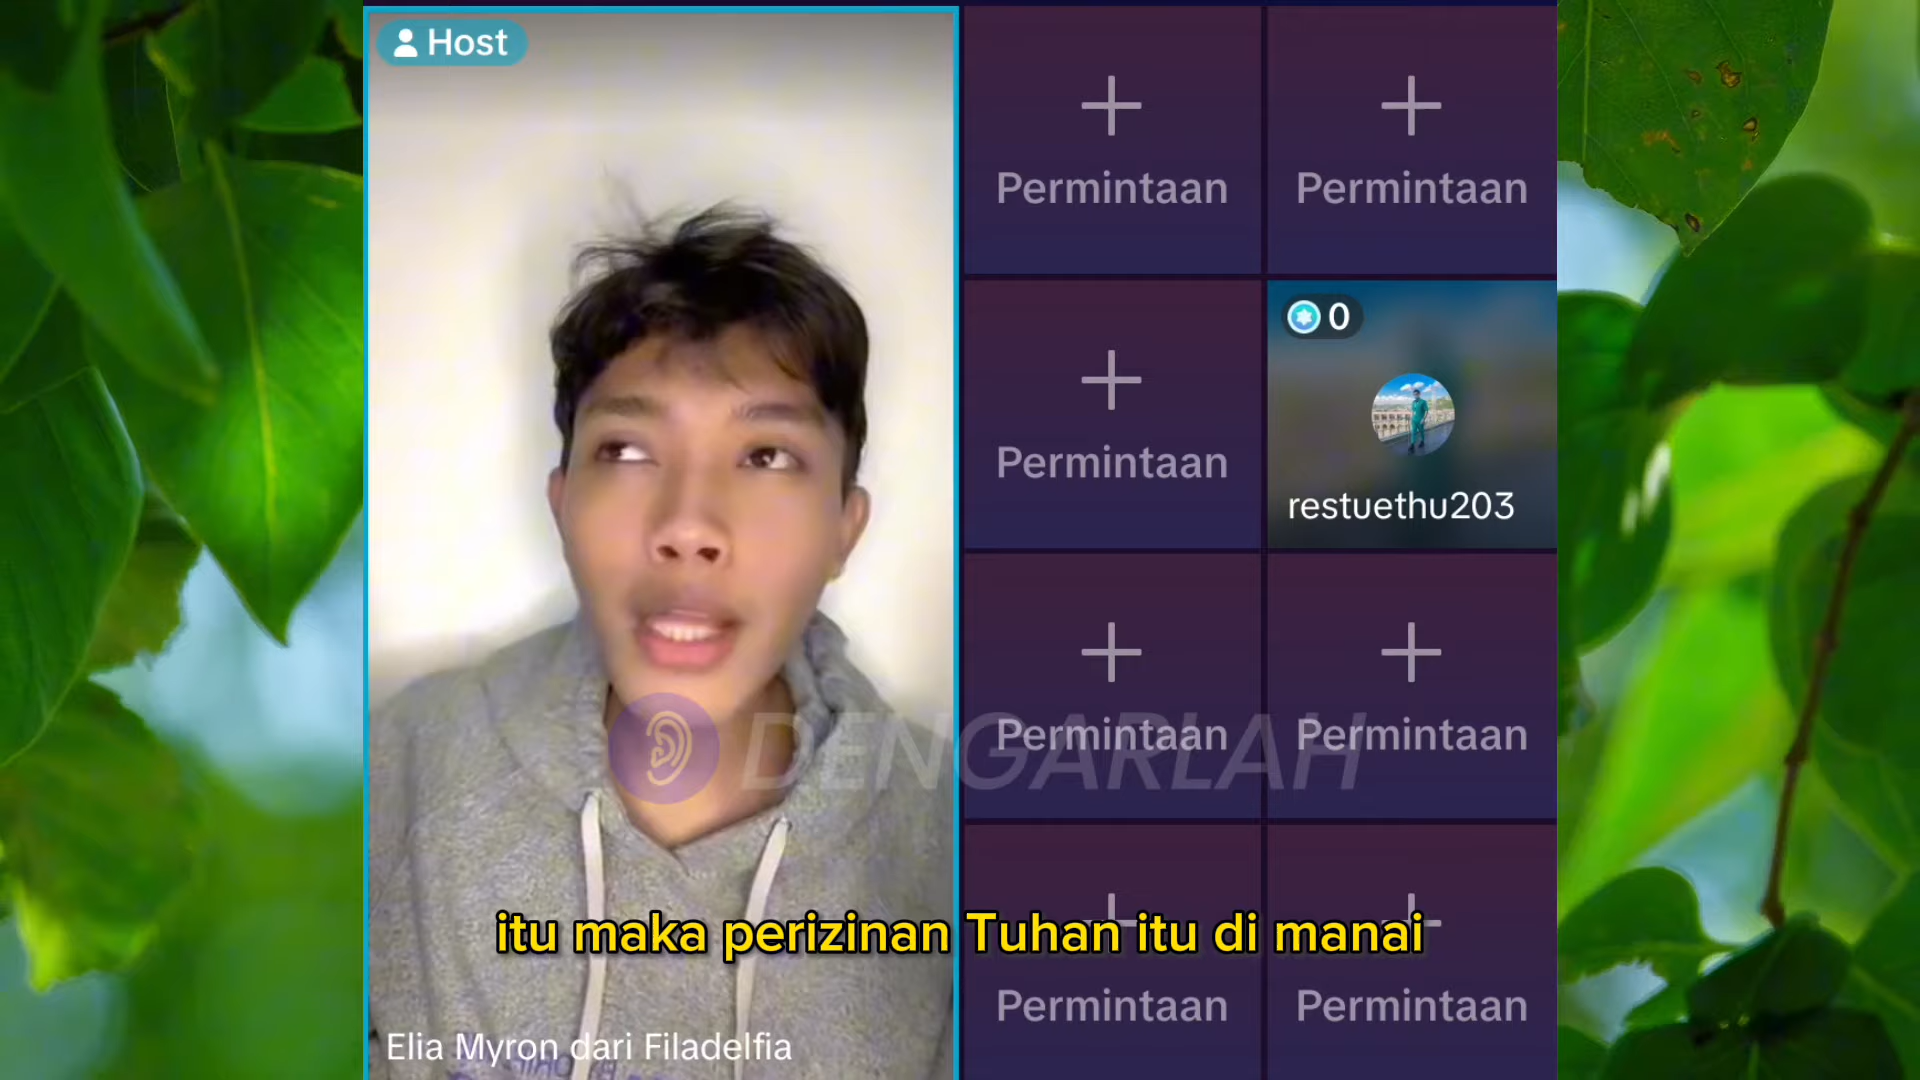 Host
Permintaan
Permintaan
Permintaan
0
restuethu203
Permintaan
Permintaan
DENGARLAH
itu maka perizinan Tuhan itu di manai
Permintaan
Permintaan
Elia Myron dari Filadelfia